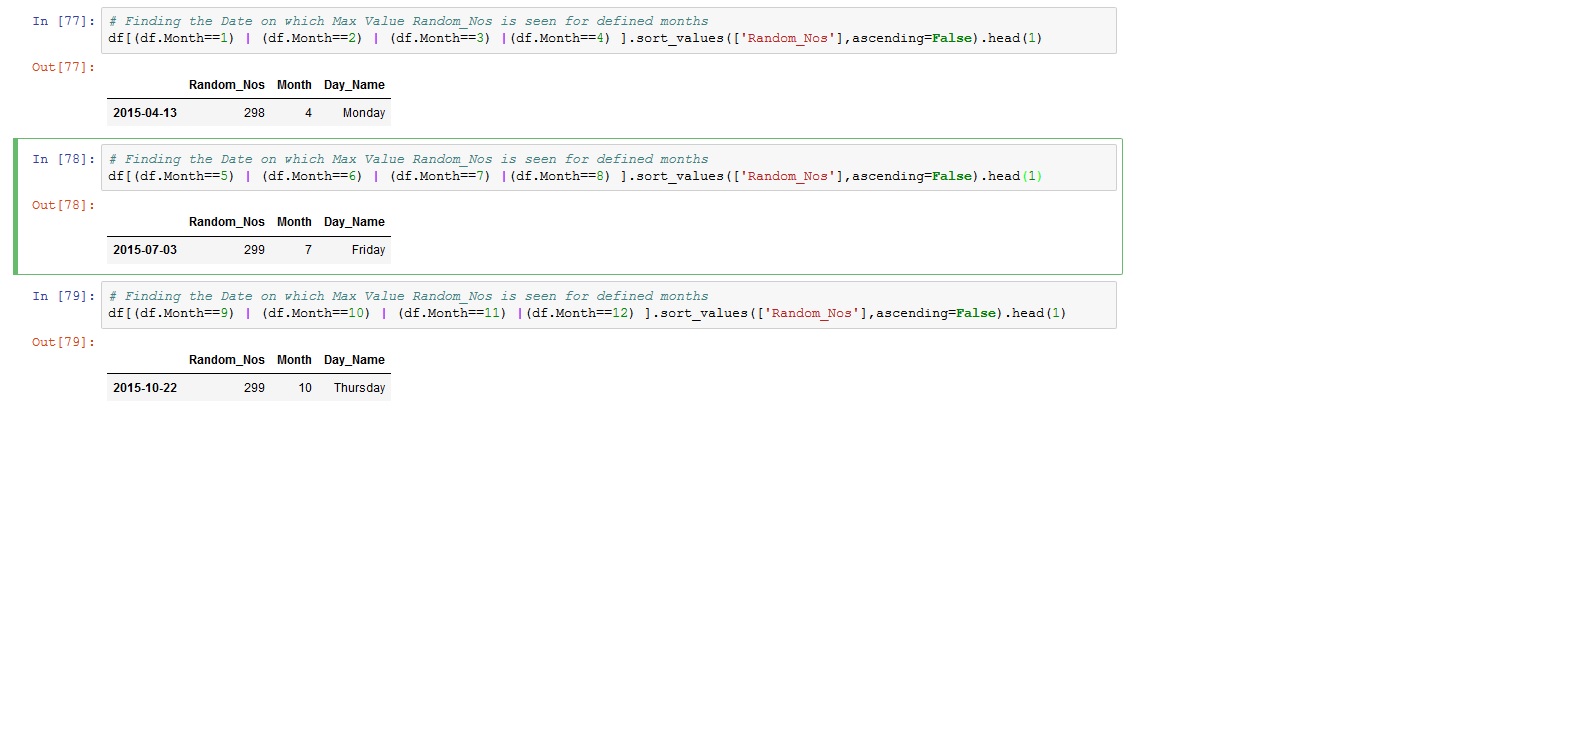 In [77]: # Finding the Date on which Max Value Random_Nos is seen for defined months
df[(df.Month==1) | (df.Month==2) | (df.Month==3) |(df.Month==4) ].sort_values(['Random_Nos'],ascending=False).head(1)
Out[77]:
Random_Nos Month Day_Name
2015-04-13 298 4 Monday
In [78]: # Finding the Date on which Max Value Random_Nos is seen for defined months
df[(df.Month==5) | (df.Month==6) | (df.Month==7) |(df.Month==8) ].sort_values(['Random_Nos'],ascending=False).head(1)
Out[78]:
Random_Nos Month Day_Name
2015-07-03 299 7 Friday
In [79]: # Finding the Date on which Max Value Random_Nos is seen for defined months
df[(df.Month==9) | (df.Month==10) | (df.Month==11) |(df.Month==12) ].sort_values(['Random_Nos'],ascending=False).head(1)
Out[79]:
Random_Nos Month Day_Name
2015-10-22 299 10 Thursday